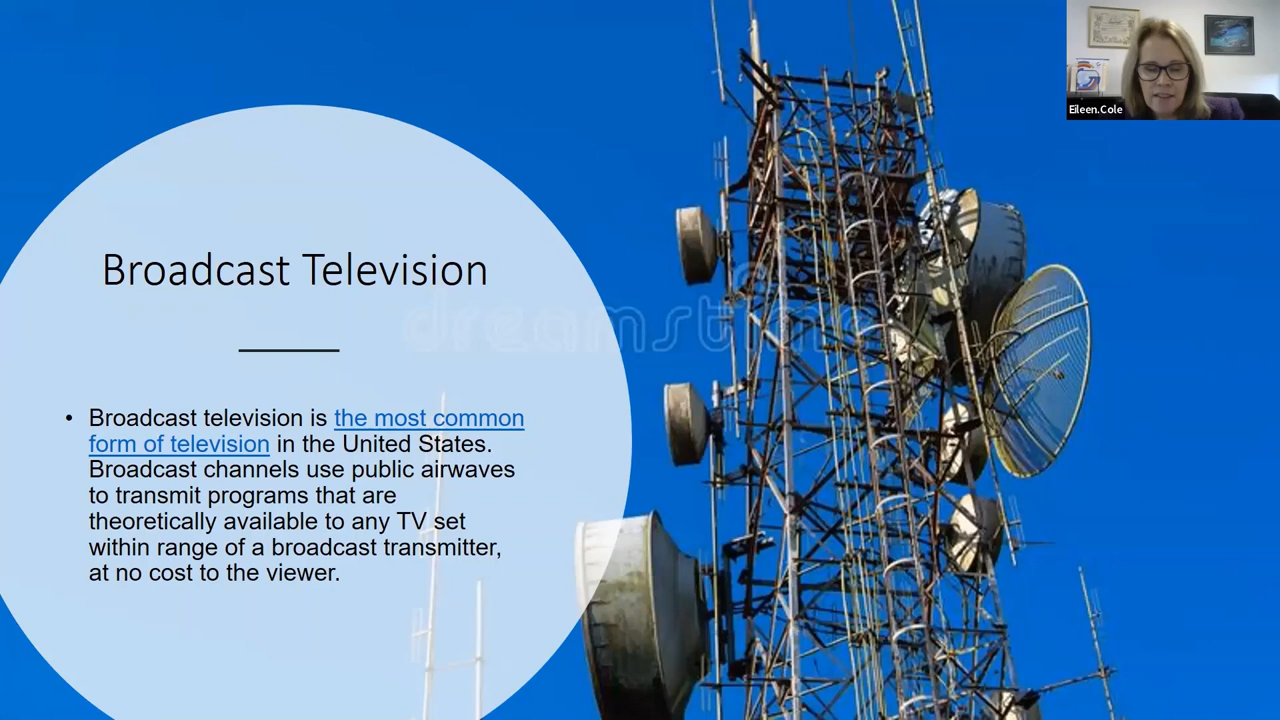 Eileen.Cole
Broadcast Television
dreamstime
• Broadcast television is the most common
form of television in the United States.
Broadcast channels use public airwaves
to transmit programs that are
theoretically available to any TV set
within range of a broadcast transmitter,
at no cost to the viewer.